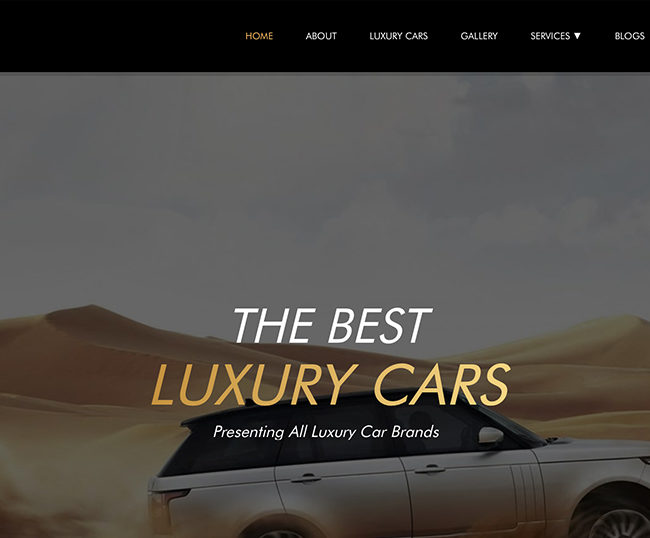 HOME ABOUT LUXURY CARS GALLERY SERVICES ▼ BLOGS
THE BEST
LUXURY CARS
Presenting All Luxury Car Brands